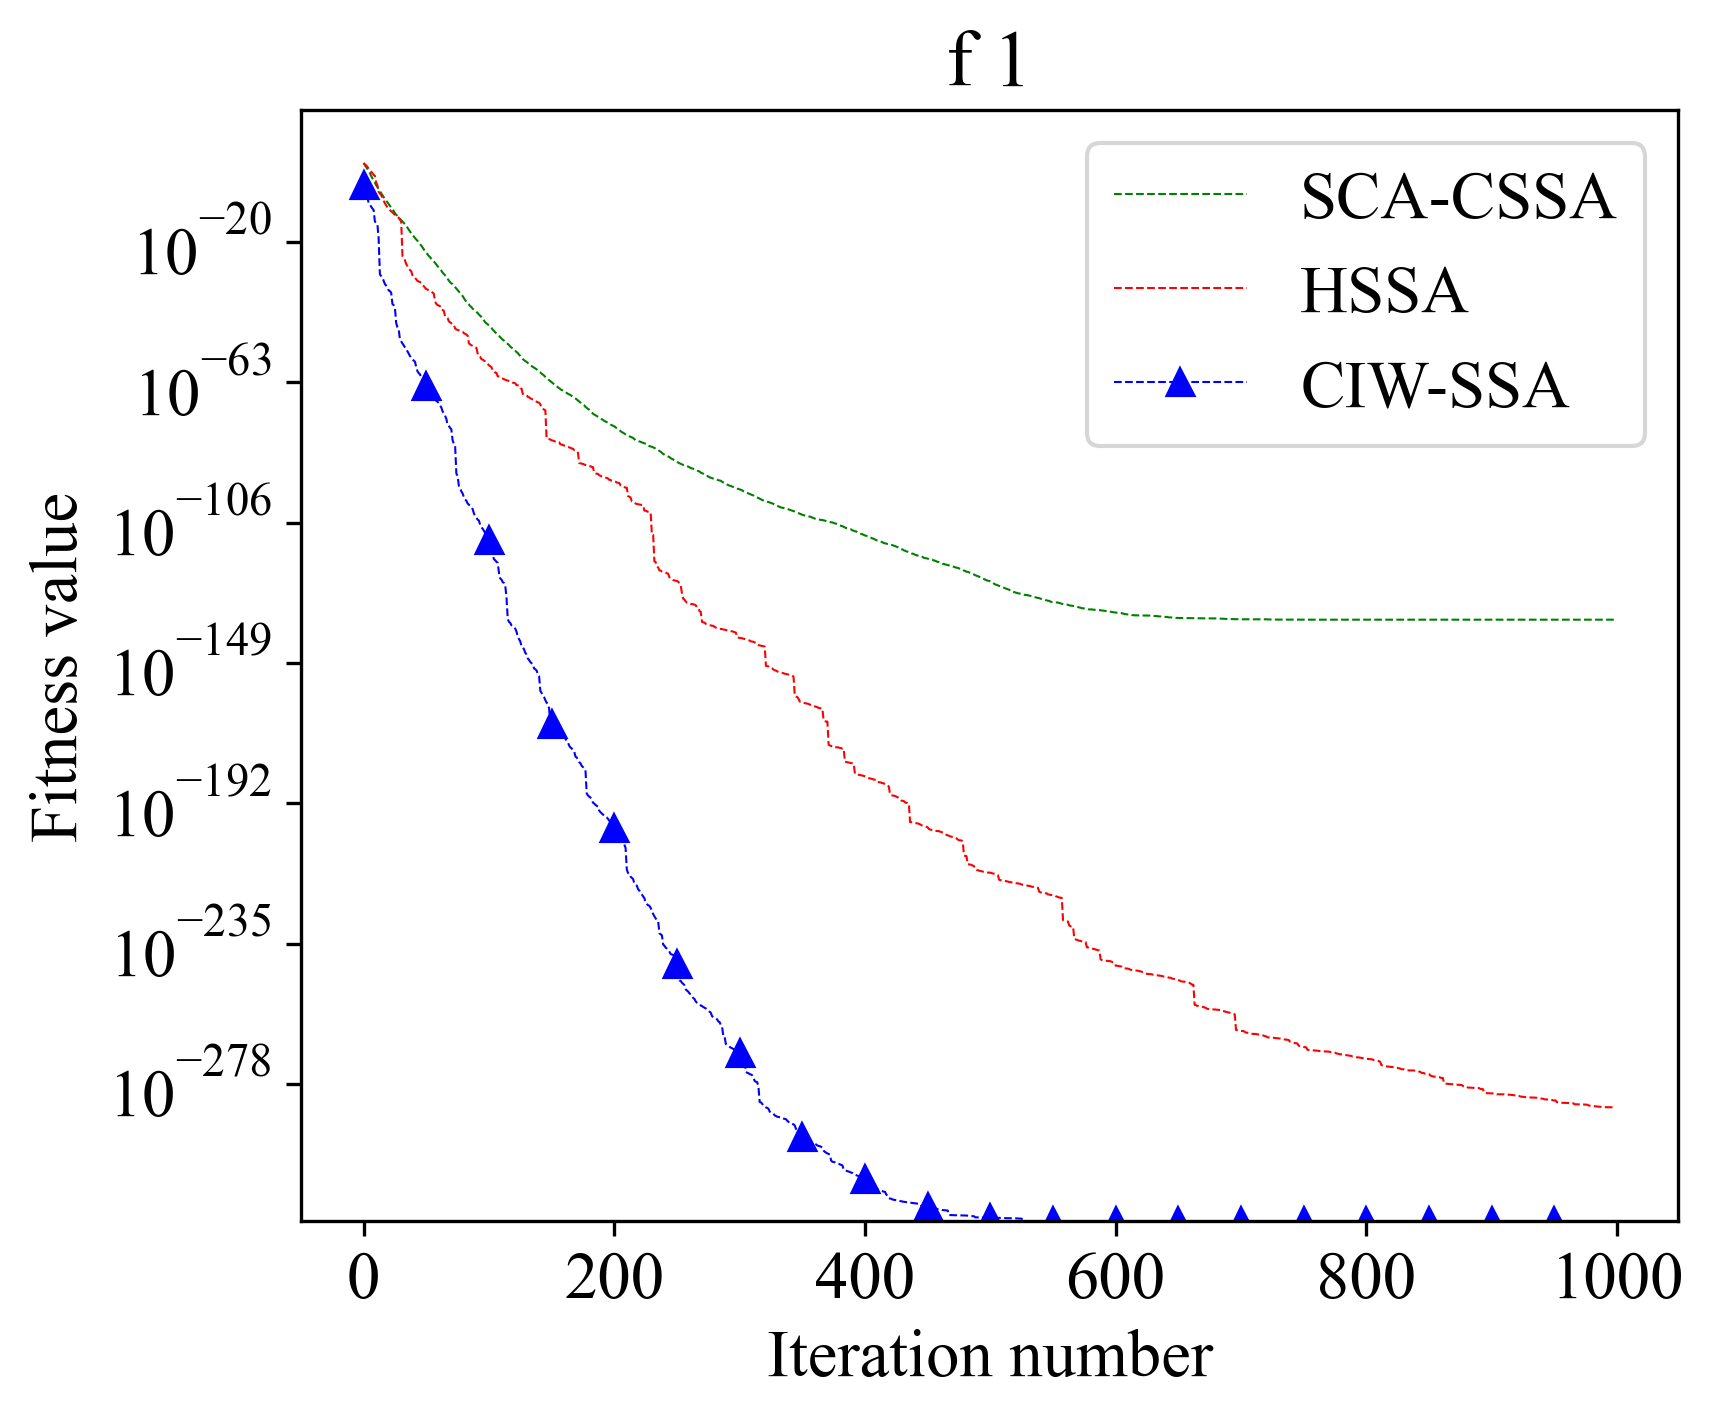 f 1
SCA-CSSA
HSSA
CIW-SSA
Fitness value
10⁻²⁰
10⁻⁶³
10⁻¹⁰⁶
10⁻¹⁴⁹
10⁻¹⁹²
10⁻²³⁵
10⁻²⁷⁸
0 200 400 600 800 1000
Iteration number